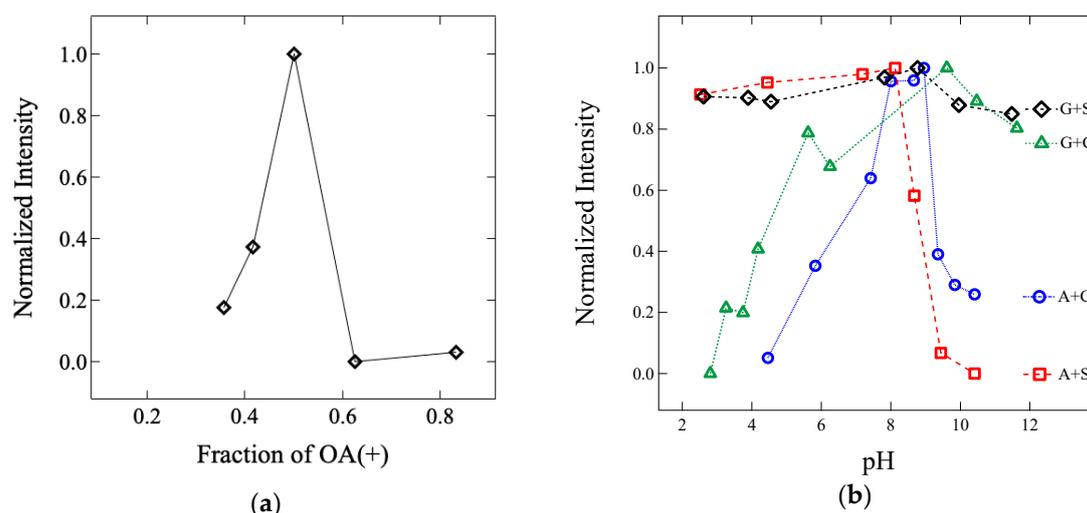 1.0
0.8
0.6
0.4
0.2
0.0
Normalized Intensity
0.2 0.4 0.6 0.8
Fraction of OA(+)
(a)
1.0
0.8
0.6
0.4
0.2
0.0
Normalized Intensity
G+S
G+C
A+C
A+S
2 4 6 8 10 12
pH
(b)